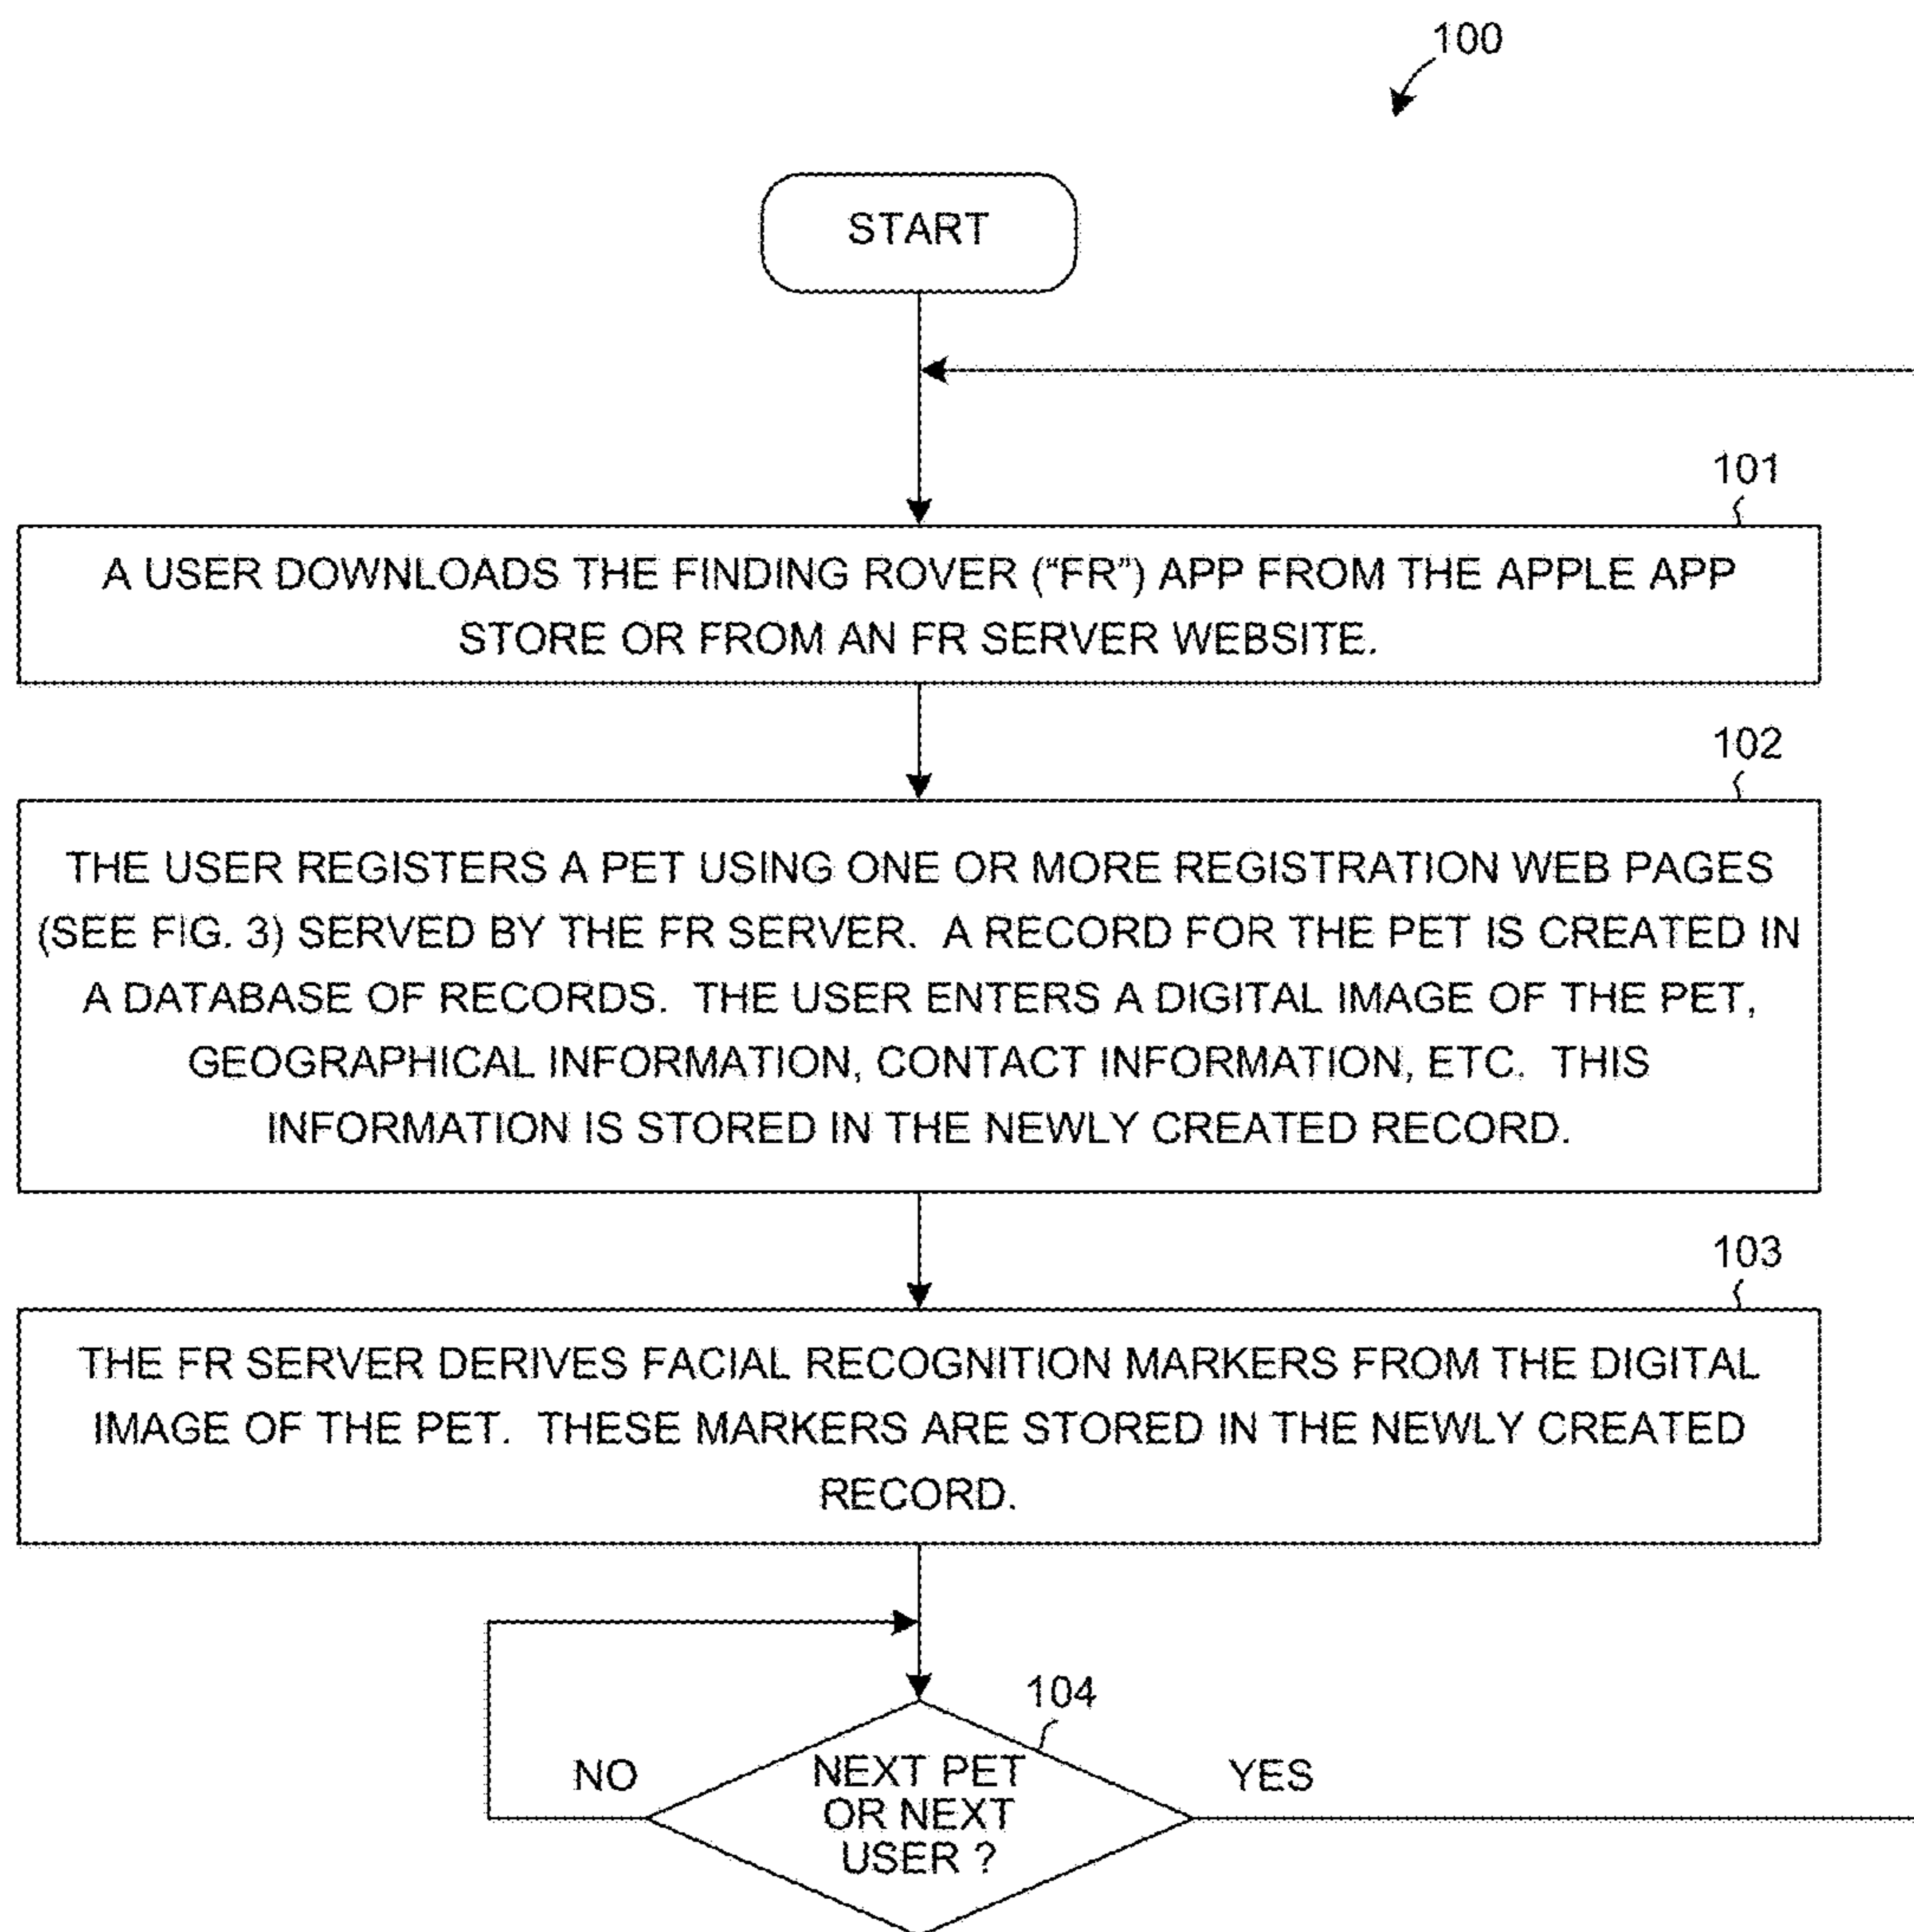 100
START
101
A USER DOWNLOADS THE FINDING ROVER (“FR”) APP FROM THE APPLE APP
STORE OR FROM AN FR SERVER WEBSITE.
102
THE USER REGISTERS A PET USING ONE OR MORE REGISTRATION WEB PAGES
(SEE FIG. 3) SERVED BY THE FR SERVER. A RECORD FOR THE PET IS CREATED IN
A DATABASE OF RECORDS. THE USER ENTERS A DIGITAL IMAGE OF THE PET,
GEOGRAPHICAL INFORMATION, CONTACT INFORMATION, ETC. THIS
INFORMATION IS STORED IN THE NEWLY CREATED RECORD.
103
THE FR SERVER DERIVES FACIAL RECOGNITION MARKERS FROM THE DIGITAL
IMAGE OF THE PET. THESE MARKERS ARE STORED IN THE NEWLY CREATED
RECORD.
104
NO
NEXT PET
OR NEXT
USER ?
YES